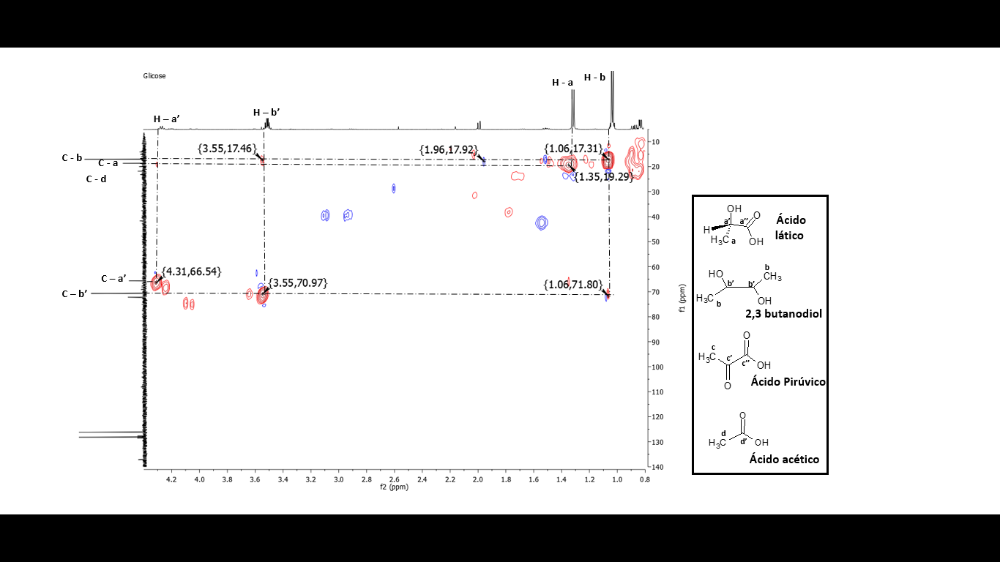 Glicose
H - a
H - b
H – a’
H – b’
{3.55,17.46}
{1.96,17.92}
{1.06,17.31}
C - b
C - a
C - d
{1.35,19.29}
{4.31,66.54}
{3.55,70.97}
{1.06,71.80}
C – a’
C – b’
10
20
30
40
50
60
70
80
90
100
110
120
130
140
f1 (ppm)
4.2 4.0 3.8 3.6 3.4 3.2 3.0 2.8 2.6 2.4 2.2 2.0 1.8 1.6 1.4 1.2 1.0 0.8
f2 (ppm)
OH
a’ a’’ O
H
H3C a OH
Ácido
lático
b
HO CH3
b’ b’
H3C b OH
2,3 butanodiol
O
c
H3C c’ c’’ OH
O
Ácido Pirúvico
O
d
H3C d’ OH
Ácido acético